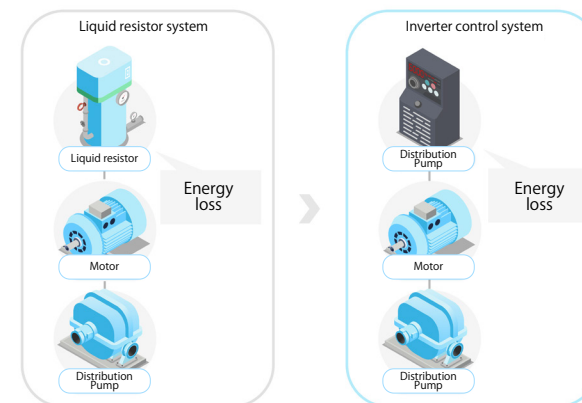 Liquid resistor system
Liquid resistor
Energy
loss
Motor
Distribution
Pump
Inverter control system
Distribution
Pump
Energy
loss
Motor
Distribution
Pump